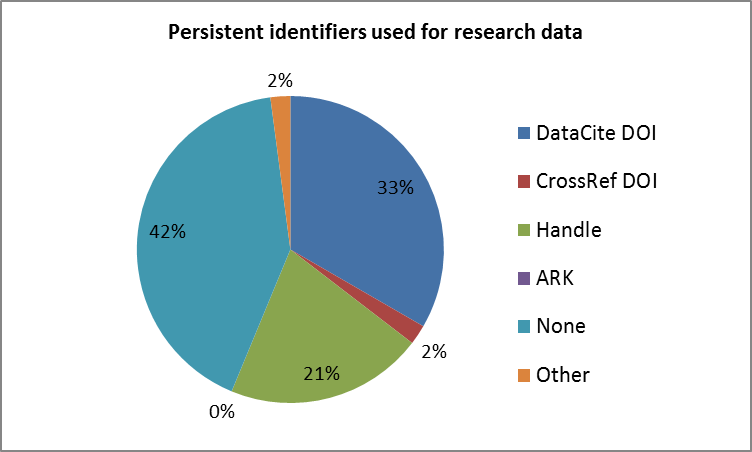 Persistent identifiers used for research data
2%
33%
42%
21%
2%
0%
DataCite DOI
CrossRef DOI
Handle
ARK
None
Other